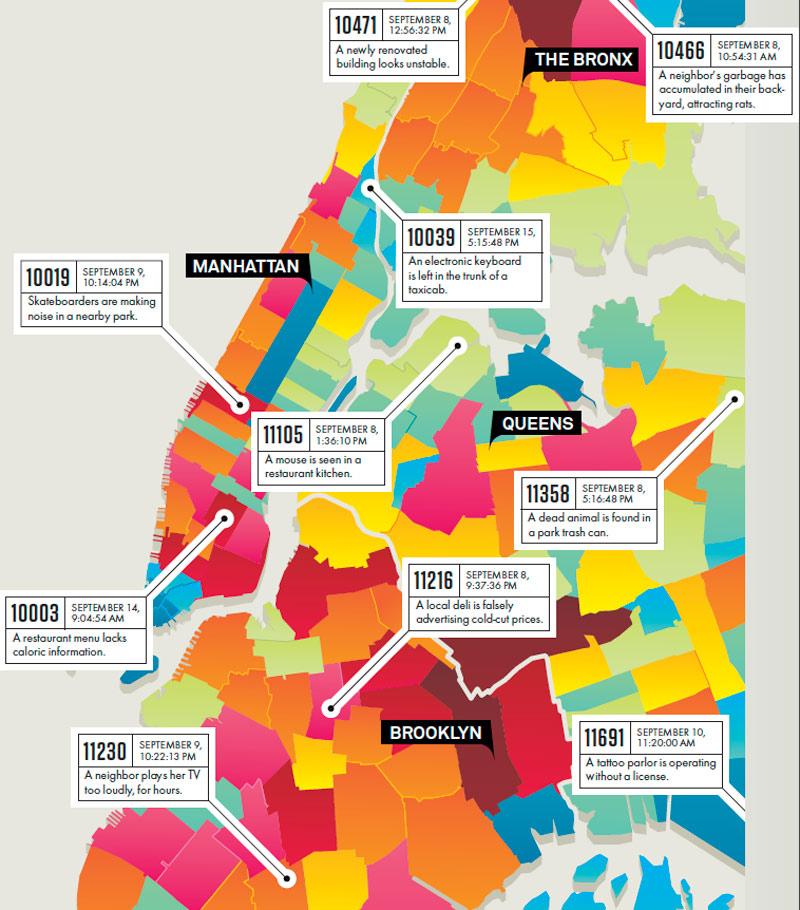 10471
SEPTEMBER 8,
12:56:32 PM
A newly renovated
building looks unstable.
THE BRONX
10466
SEPTEMBER 8,
10:54:31 AM
A neighbor's garbage has
accumulated in their back-
yard, attracting rats.
10039
SEPTEMBER 15,
5:15:48 PM
An electronic keyboard
is left in the trunk of a
taxicab.
MANHATTAN
10019
SEPTEMBER 9,
10:14:04 PM
Skateboarders are making
noise in a nearby park.
11105
SEPTEMBER 8,
1:36:10 PM
A mouse is seen in a
restaurant kitchen.
QUEENS
11358
SEPTEMBER 8,
5:16:48 PM
A dead animal is found in
a park trash can.
11216
SEPTEMBER 8,
9:37:36 PM
A local deli is falsely
advertising cold-cut prices.
10003
SEPTEMBER 14,
9:04:54 AM
A restaurant menu lacks
caloric information.
BROOKLYN
11230
SEPTEMBER 9,
10:22:13 PM
A neighbor plays her TV
too loudly, for hours.
11691
SEPTEMBER 10,
11:20:00 AM
A tattoo parlor is operating
without a license.